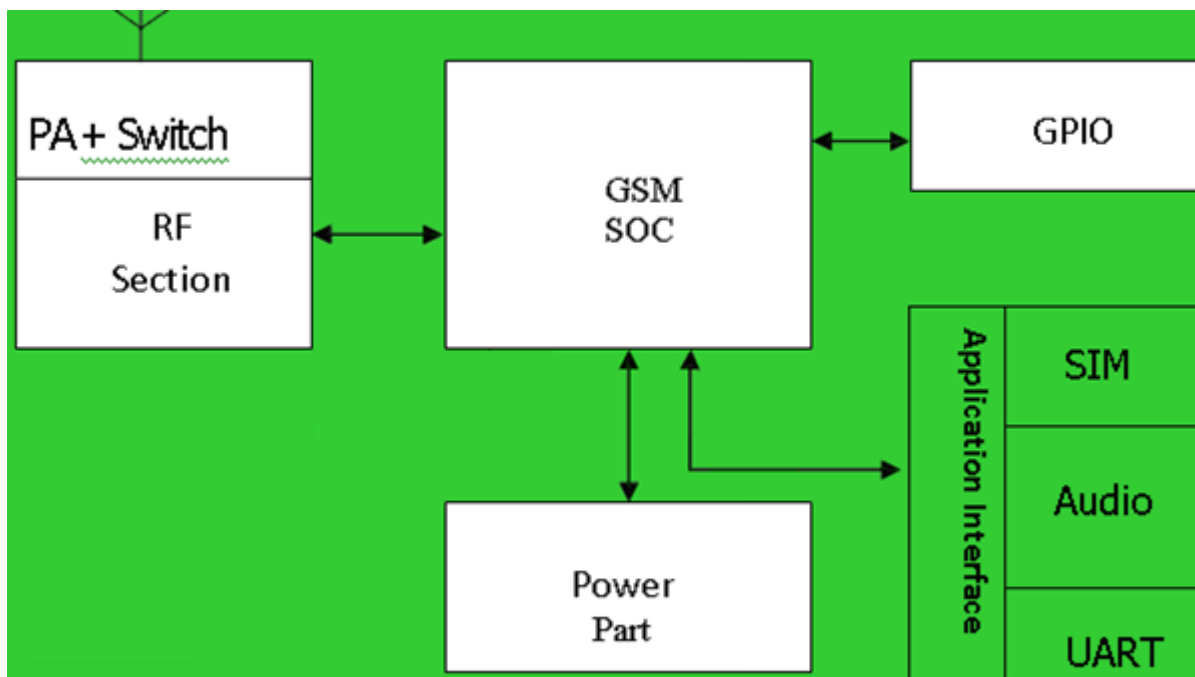 PA+ Switch
RF
Section
GSM
SOC
GPIO
Power
Part
Application Interface
SIM
Audio
UART